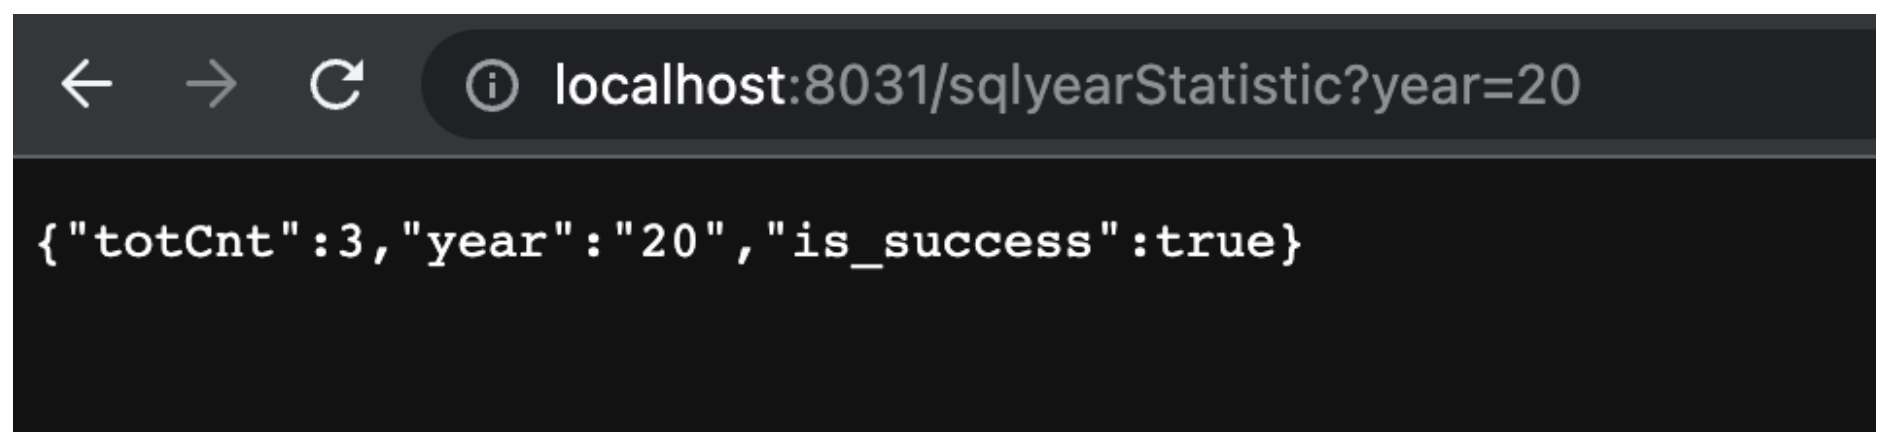 localhost:8031/sqlyearStatistic?year=20
{"totCnt":3,"year":"20","is_success":true}